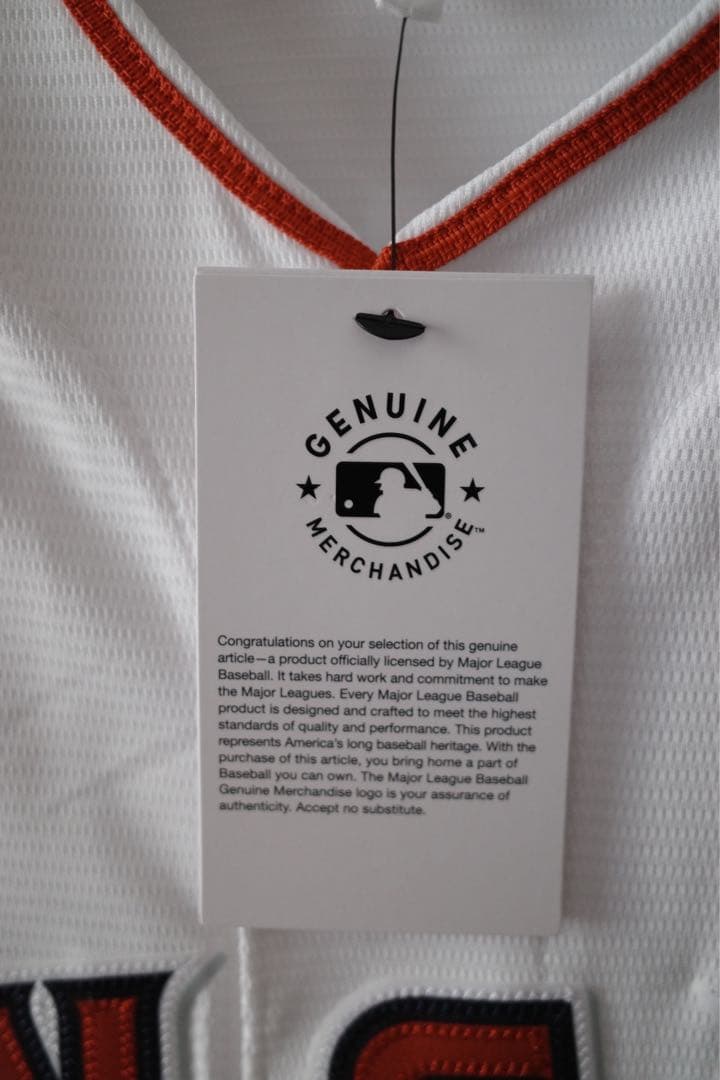 GENUINE
MERCHANDISE™
®
Congratulations on your selection of this genuine
article—a product officially licensed by Major League
Baseball. It takes hard work and commitment to make
the Major Leagues. Every Major League Baseball
product is designed and crafted to meet the highest
standards of quality and performance. This product
represents America's long baseball heritage. With the
purchase of this article, you bring home a part of
Baseball you can own. The Major League Baseball
Genuine Merchandise logo is your assurance of
authenticity. Accept no substitute.